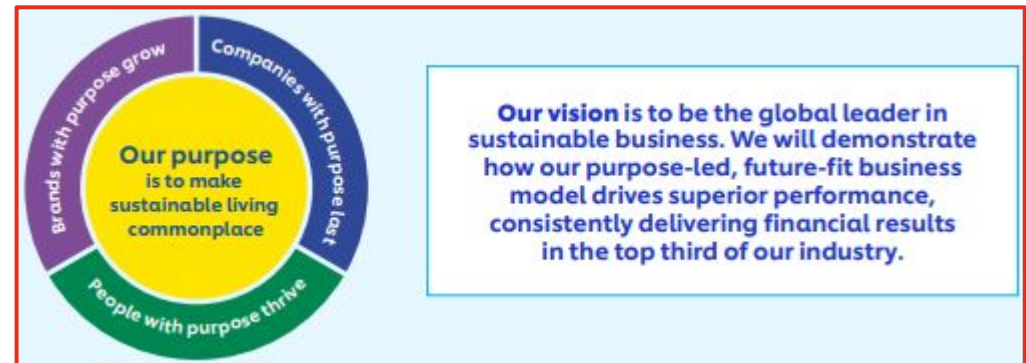 Brands with purpose grow
Companies with purpose last
People with purpose thrive
Our purpose
is to make
sustainable living
commonplace
Our vision is to be the global leader in
sustainable business. We will demonstrate
how our purpose-led, future-fit business
model drives superior performance,
consistently delivering financial results
in the top third of our industry.